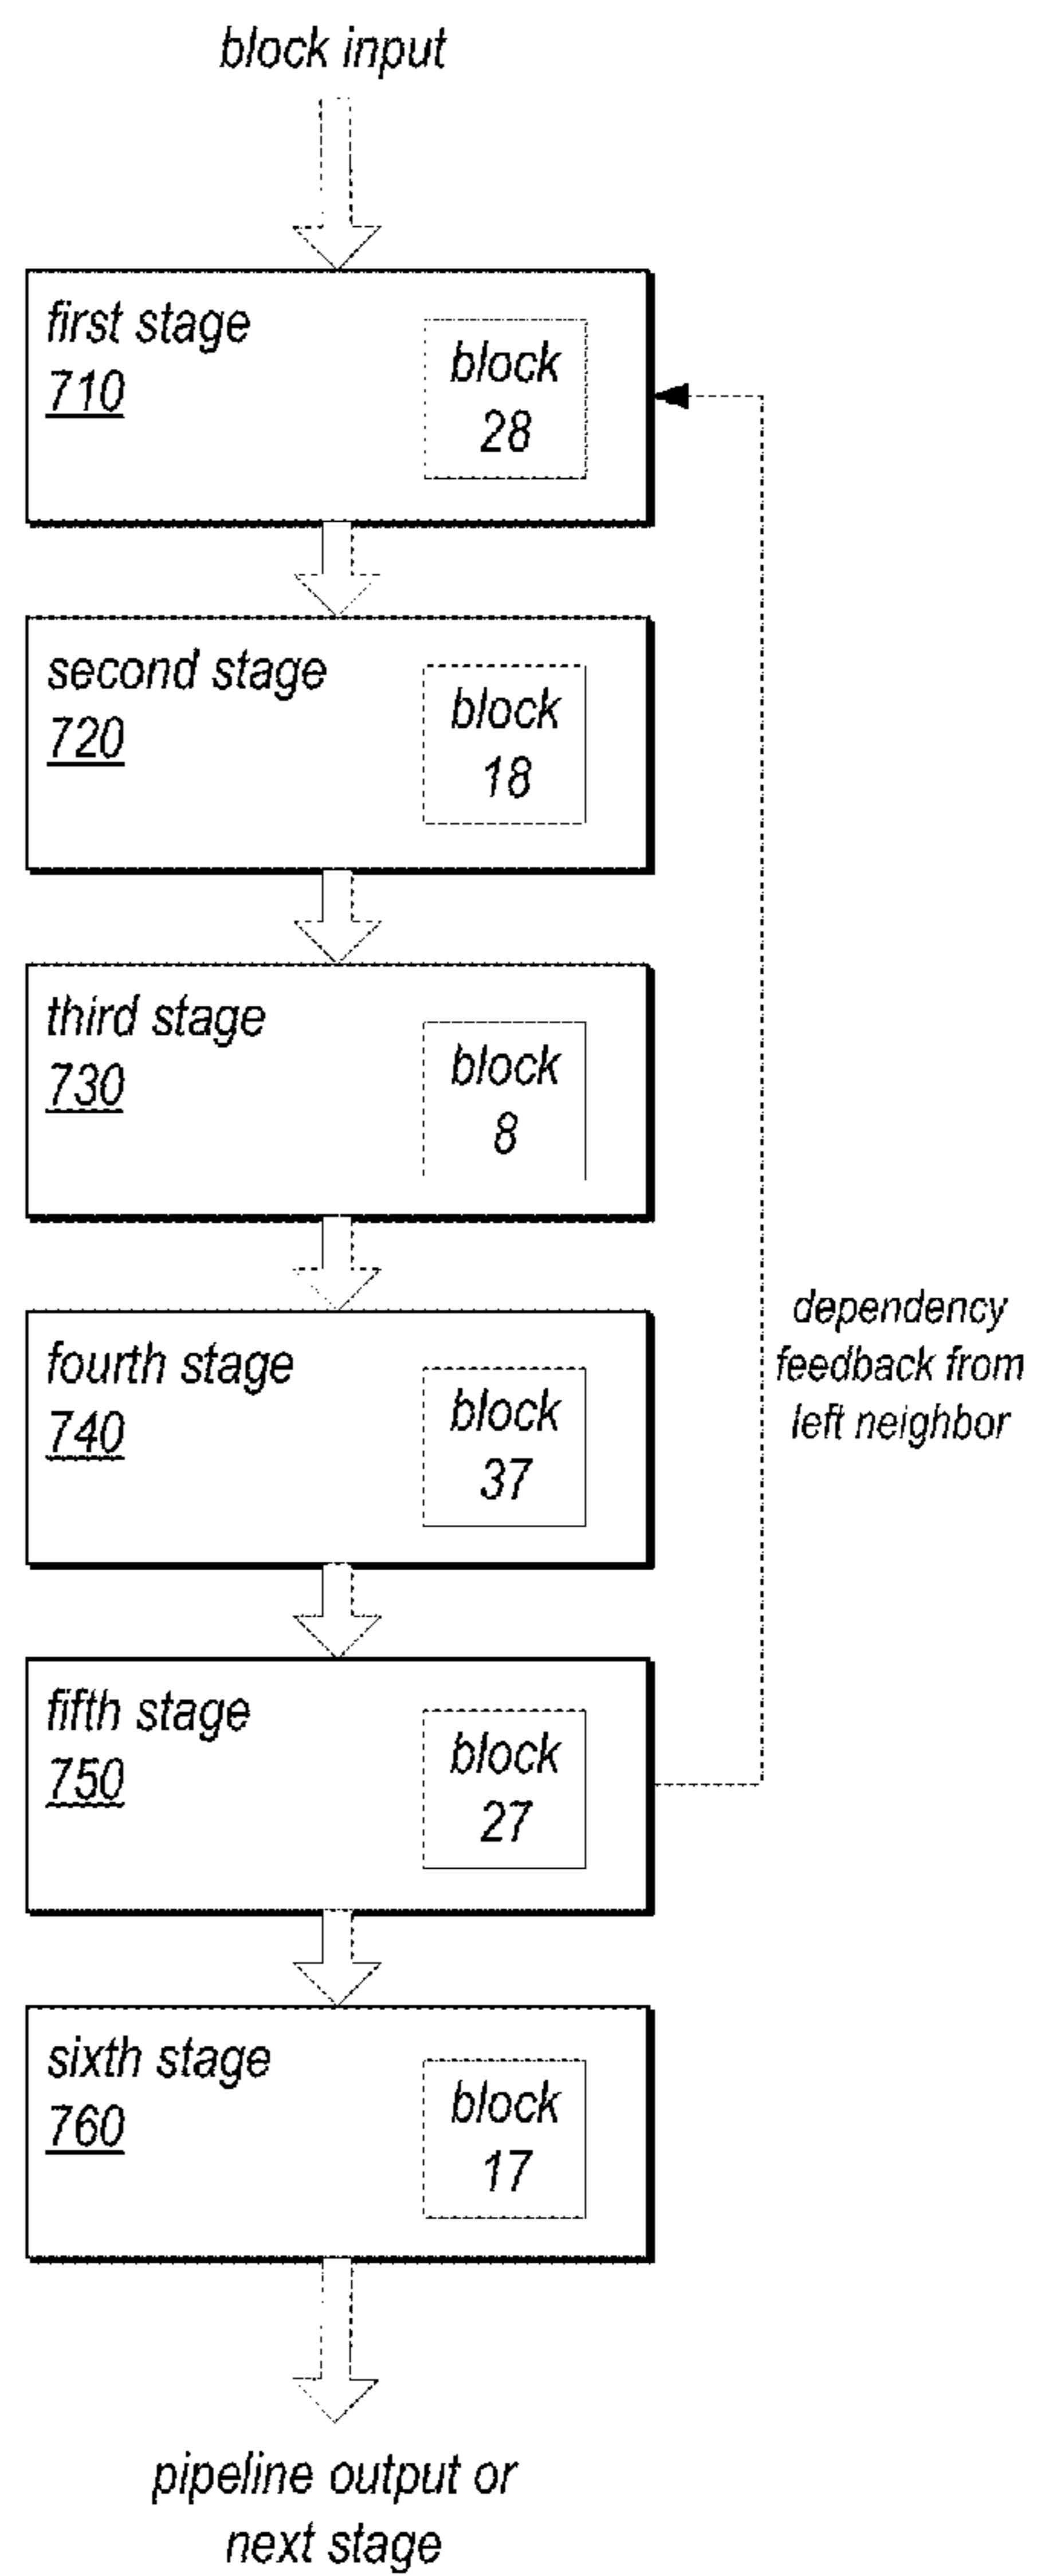 block input
first stage
710
block
28
second stage
720
block
18
third stage
730
block
8
fourth stage
740
block
37
dependency
feedback from
left neighbor
fifth stage
750
block
27
sixth stage
760
block
17
pipeline output or
next stage